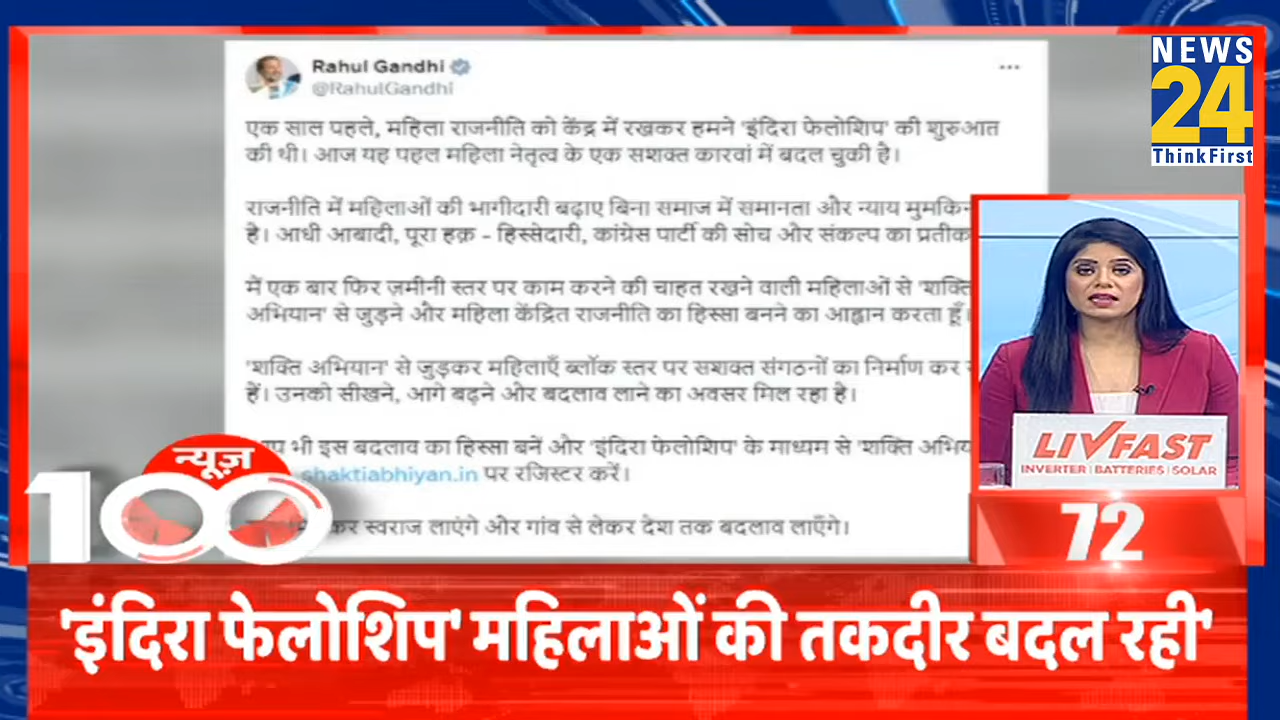 Rahul Gandhi
@RahulGandhi
एक साल पहले, महिला राजनीति को केंद्र में रखकर हमने 'इंदिरा फेलोशिप' की शुरुआत
की थी। आज यह पहल महिला नेतृत्व के एक सशक्त कारवां में बदल चुकी है।
राजनीति में महिलाओं की भागीदारी बढ़ाए बिना समाज में समानता और न्याय
है। आधी आबादी, पूरा हक़ - हिस्सेदारी, कांग्रेस पार्टी की सोच और संकल्प का
मैं एक बार फिर ज़मीनी स्तर पर काम करने की चाहत रखने वाली महिलाओं से
अभियान' से जुड़ने और महिला केंद्रित राजनीति का हिस्सा बनने का आह्वान करता हूँ।
'शक्ति अभियान' से जुड़कर महिलाएँ ब्लॉक स्तर पर सशक्त संगठनों का निर्माण कर
हैं। उनको सीखने, आगे बढ़ने और बदलाव लाने का अवसर मिल रहा है।
भी इस बदलाव का हिस्सा बनें और 'इंदिरा फेलोशिप' के माध्यम से 'शक्ति
shaktiabhiyan.in पर रजिस्टर करें।
स्वराज लाएंगे और गांव से लेकर देश तक बदलाव लाएँगे।
NEWS
24
ThinkFirst
LIVFAST
INVERTER | BATTERIES | SOLAR
72
न्यूज़
100
'इंदिरा फेलोशिप' महिलाओं की तकदीर बदल रही'